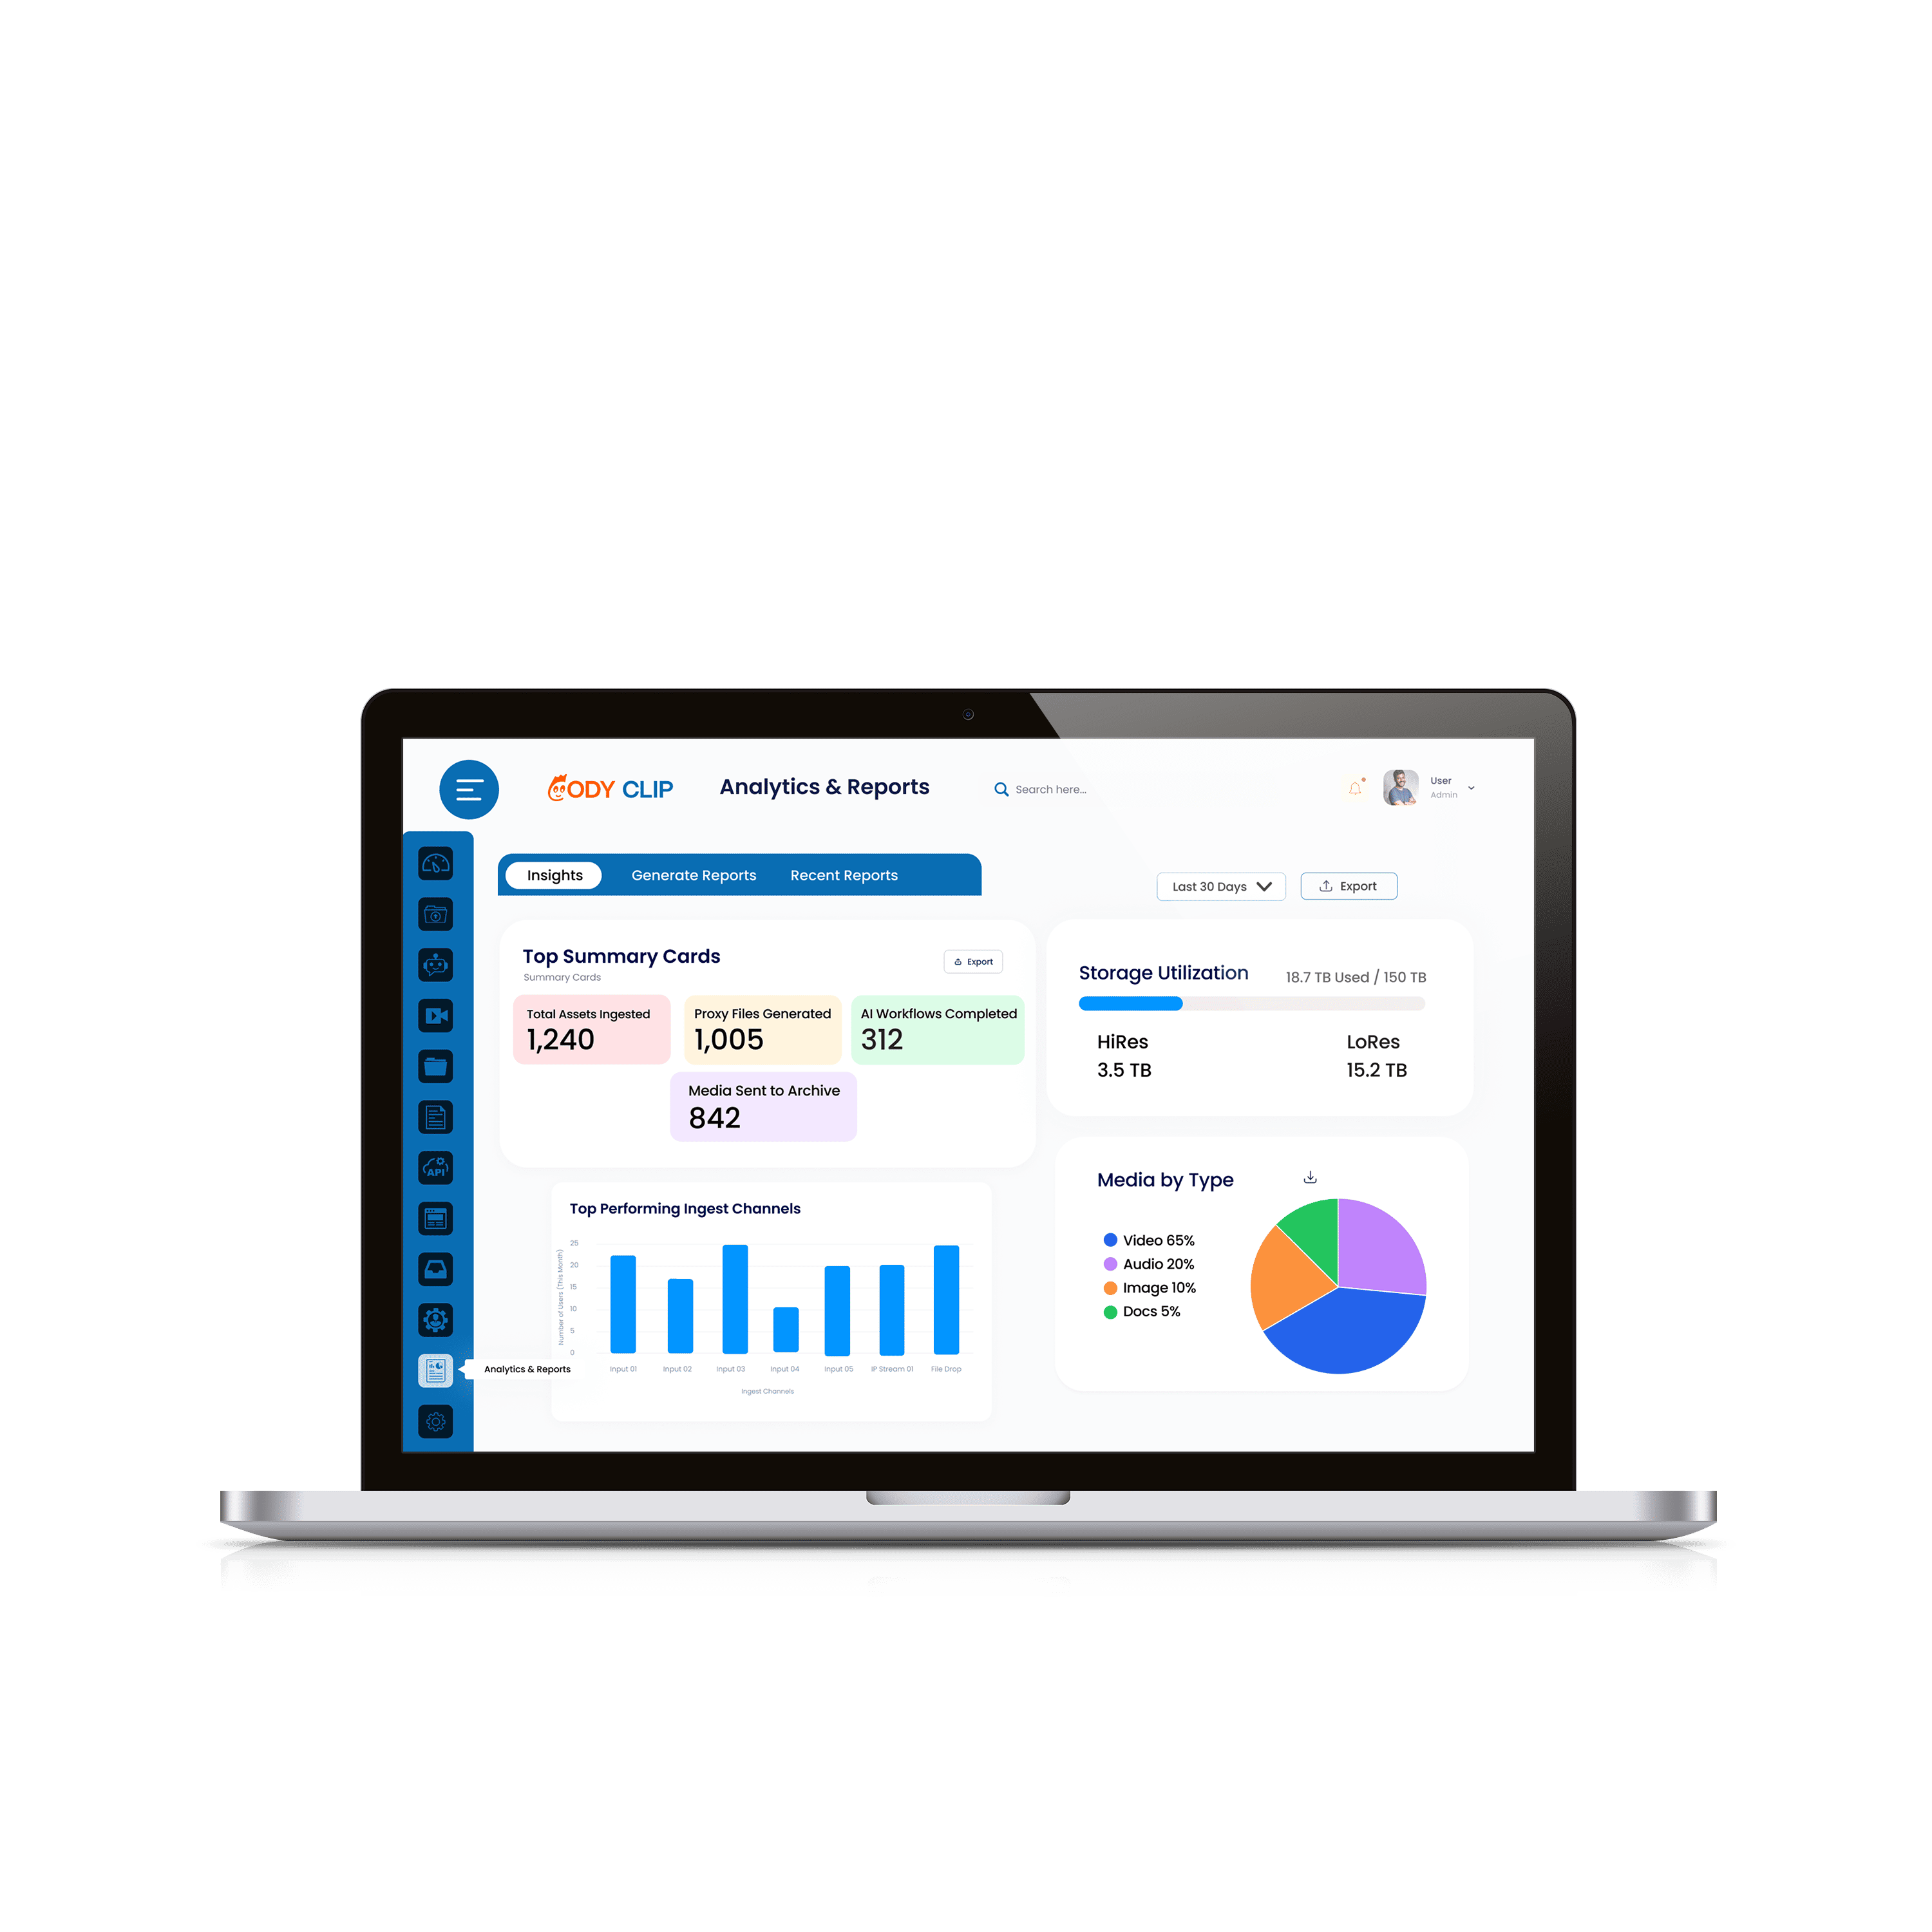 CODY CLIP
Analytics & Reports
Search here...
User
Admin
Insights
Generate Reports
Recent Reports
Last 30 Days
Export
Top Summary Cards
Summary Cards
Export
Total Assets Ingested
1,240
Proxy Files Generated
1,005
AI Workflows Completed
312
Media Sent to Archive
842
Storage Utilization
18.7 TB Used / 150 TB
HiRes
LoRes
3.5 TB
15.2 TB
Top Performing Ingest Channels
Number of Users (This Month)
25
20
15
10
5
0
Input 01
Input 02
Input 03
Input 04
Input 05
IP Stream 01
File Drop
Ingest Channels
Media by Type
Video 65%
Audio 20%
Image 10%
Docs 5%
API
Analytics & Reports